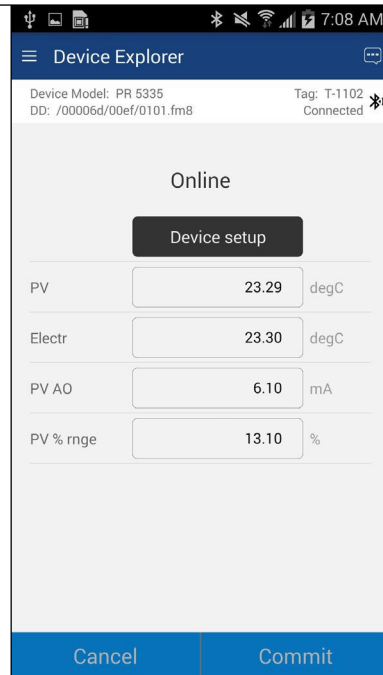 7:08 AM
Device Explorer
Device Model: PR 5335
Tag: T-1102
DD: /00006d/00ef/0101.fm8
Connected
Online
Device setup
PV 23.29 degC
Electr 23.30 degC
PV AO 6.10 mA
PV % rnge 13.10 %
Cancel Commit